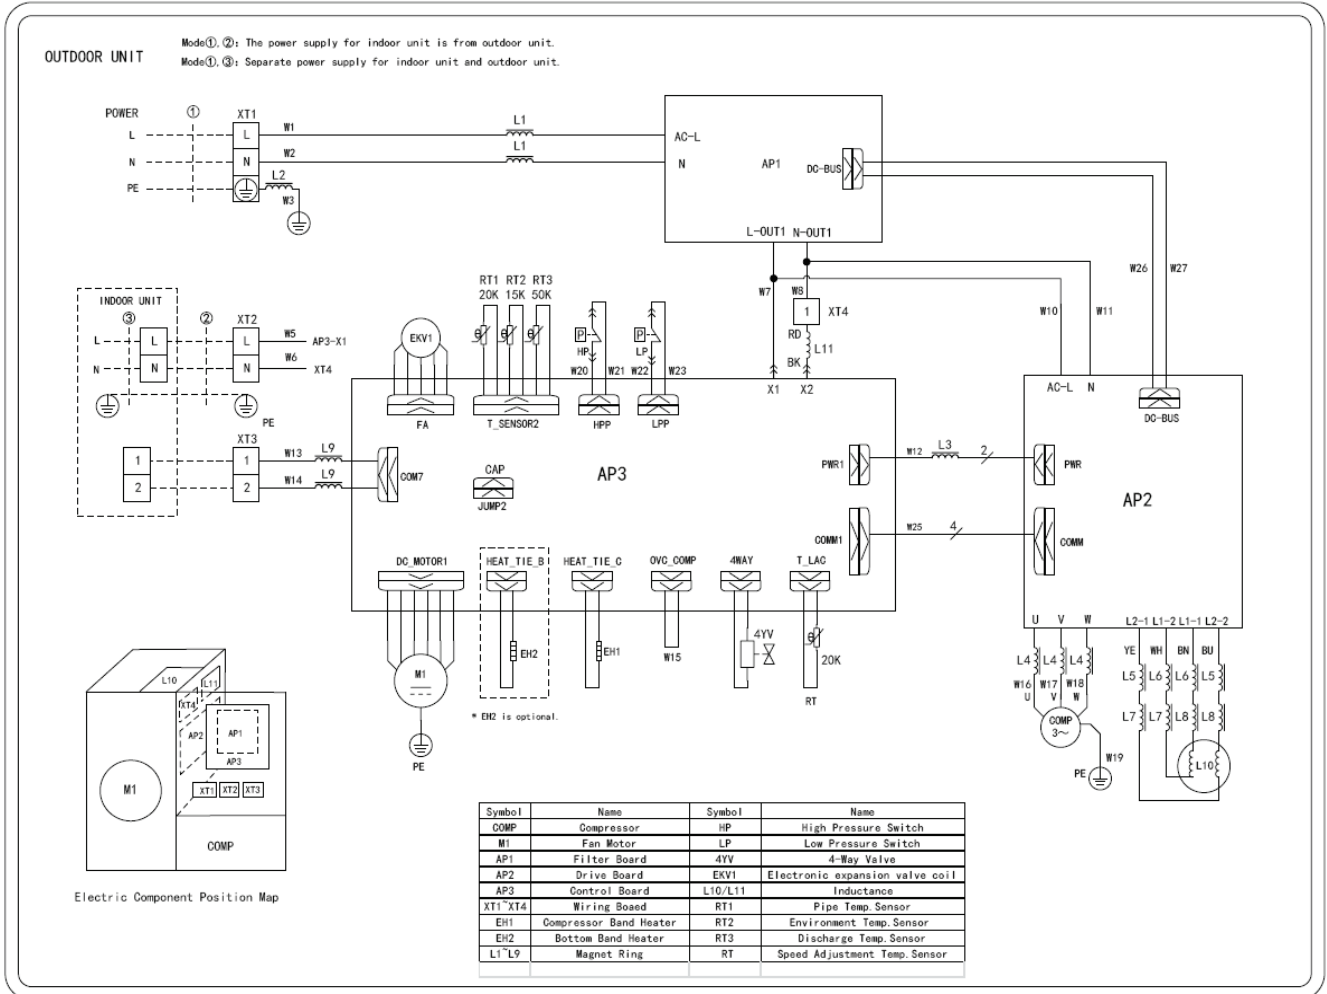 OUTDOOR UNIT
Mode①,②: The power supply for indoor unit is from outdoor unit.
Mode①,③: Separate power supply for indoor unit and outdoor unit.
POWER ① XT1
L L W1 L1 AC-L
N N W2 L1 N AP1 DC-BUS
PE L2
W3
L-OUT1 N-OUT1
W26 W27
W7 W8 W10 W11
1 XT4
RD L11
BK
X1 X2
INDOOR UNIT
③ ② XT2
L L L W5 AP3-X1
N N N W6 XT4
PE
XT3
1 1 W13 L9
2 2 W14 L9
COM7
EKV1
FA
RT1 RT2 RT3
20K 15K 50K
θ θ θ
T_SENSOR2
P HP
W20 W21
HPP
P LP
W22 W23
LPP
CAP
JUMP2
AP3
PWR1 W12 L3 2 PWR
COMM1 W25 4 COMM
AC-L N
DC-BUS
AP2
DC_MOTOR1 HEAT_TIE_B HEAT_TIE_C OVC_COMP 4WAY T_LAC
M1
PE
EH2
* EH2 is optional.
EH1
W15
4YV
θ 20K
RT
U V W L2-1 L1-2 L1-1 L2-2
YE WH BN BU
L4 L4 L4 L5 L6 L6 L5
W16 W17 W18
U V W
L7 L7 L8 L8
COMP
3～
W19
PE
L10
L10 L11
XT4
AP2 AP1
AP3
M1 XT1 XT2 XT3
COMP
Electric Component Position Map
Symbol Name Symbol Name
COMP Compressor HP High Pressure Switch
M1 Fan Motor LP Low Pressure Switch
AP1 Filter Board 4YV 4-Way Valve
AP2 Drive Board EKV1 Electronic expansion valve coil
AP3 Control Board L10/L11 Inductance
XT1~XT4 Wiring Boaed RT1 Pipe Temp.Sensor
EH1 Compressor Band Heater RT2 Environment Temp.Sensor
EH2 Bottom Band Heater RT3 Discharge Temp.Sensor
L1~L9 Magnet Ring RT Speed Adjustment Temp.Sensor